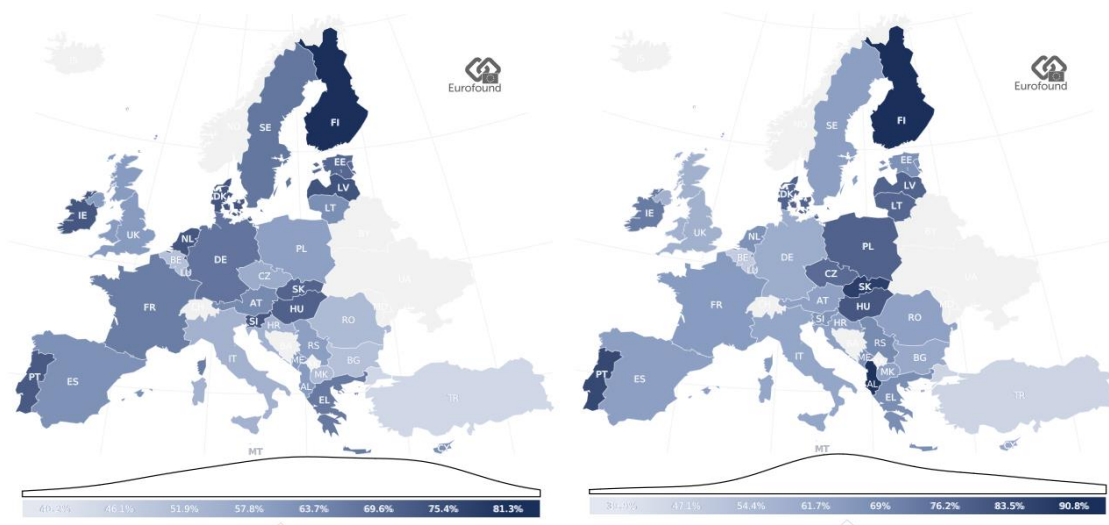 Eurofound
FI
SE
EE
LV
LT
DK
IE
UK
NL
BE
LU
DE
PL
CZ
SK
AT
HU
FR
SI
HR
RO
RS
ME
BG
IT
MK
AL
PT
ES
EL
TR
MT
46.1% 51.9% 57.8% 63.7% 69.6% 75.4% 81.3%
Eurofound
FI
SE
EE
LV
LT
DK
IE
UK
NL
BE
LU
DE
PL
CZ
SK
AT
HU
FR
SI
HR
RO
RS
ME
BG
IT
MK
AL
PT
ES
EL
TR
MT
47.1% 54.4% 61.7% 69% 76.2% 83.5% 90.8%